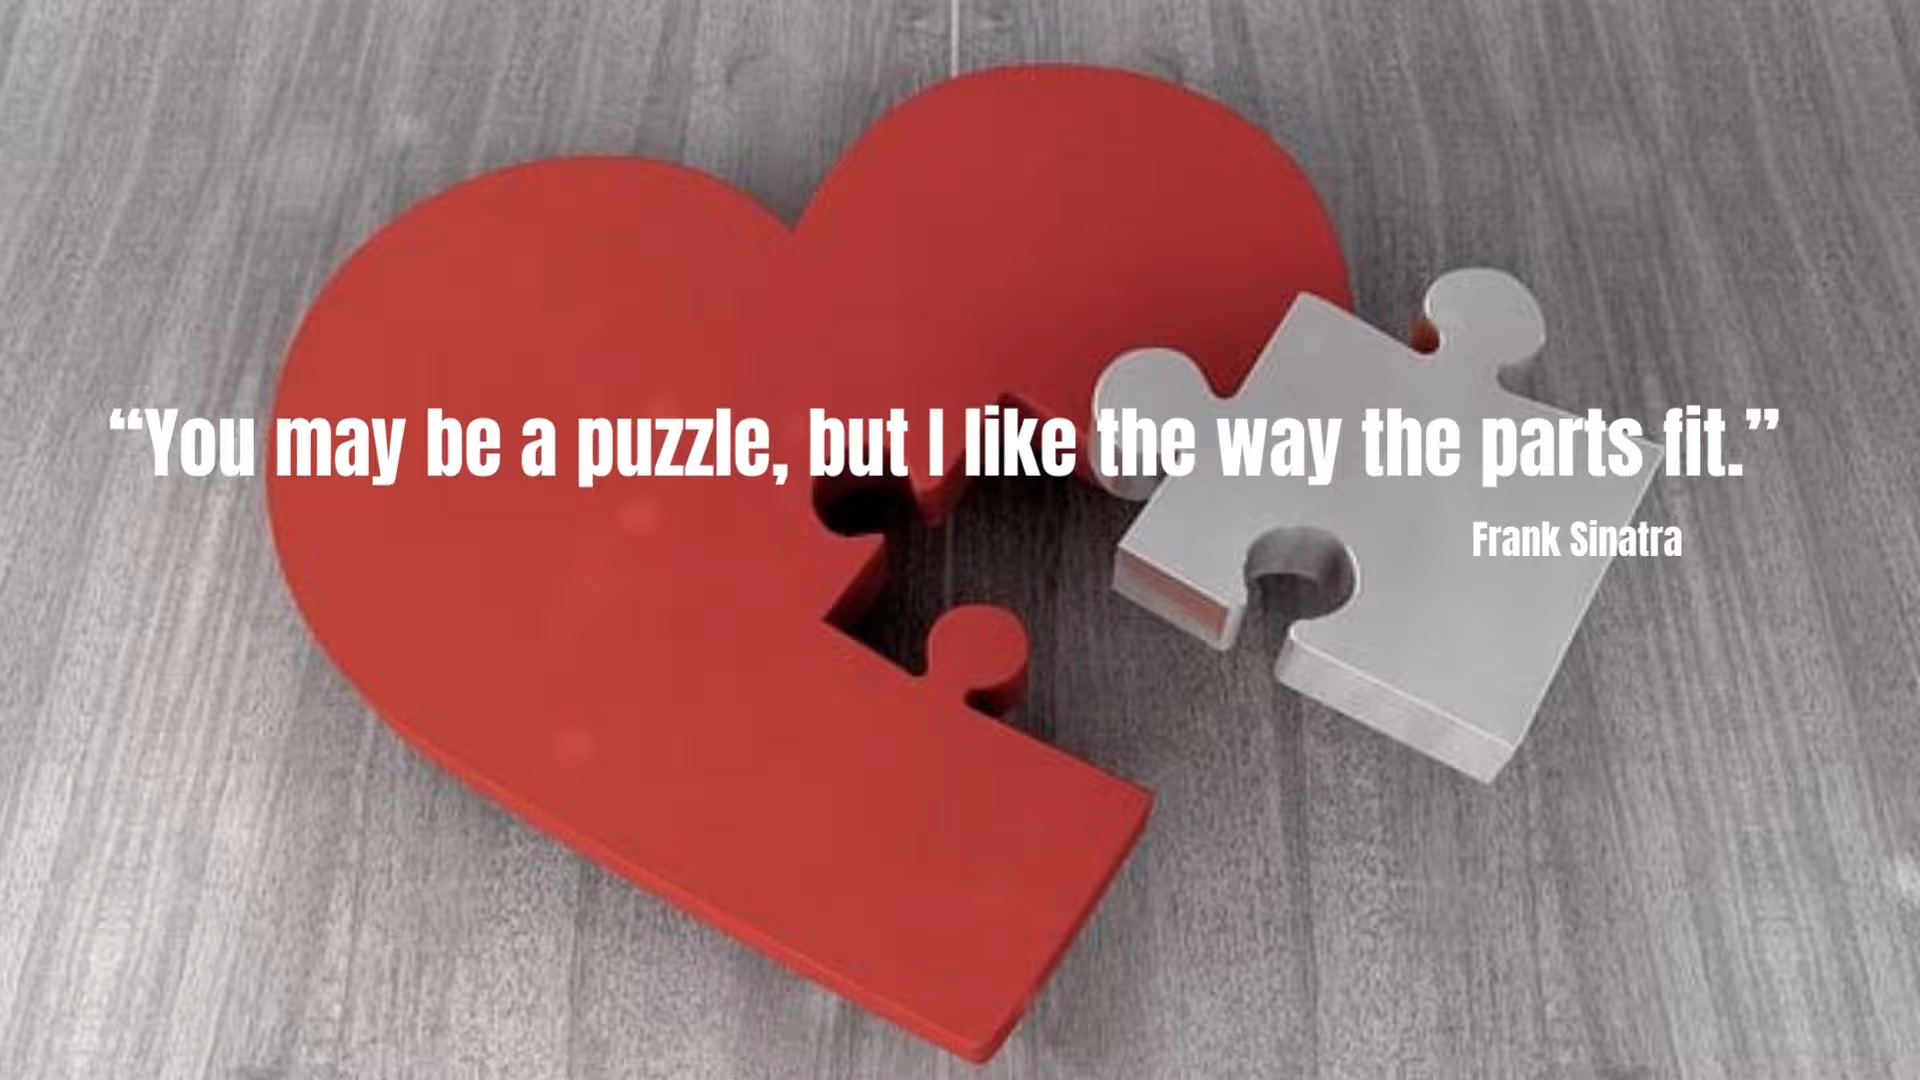 “You may be a puzzle, but I like the way the parts fit.”
Frank Sinatra